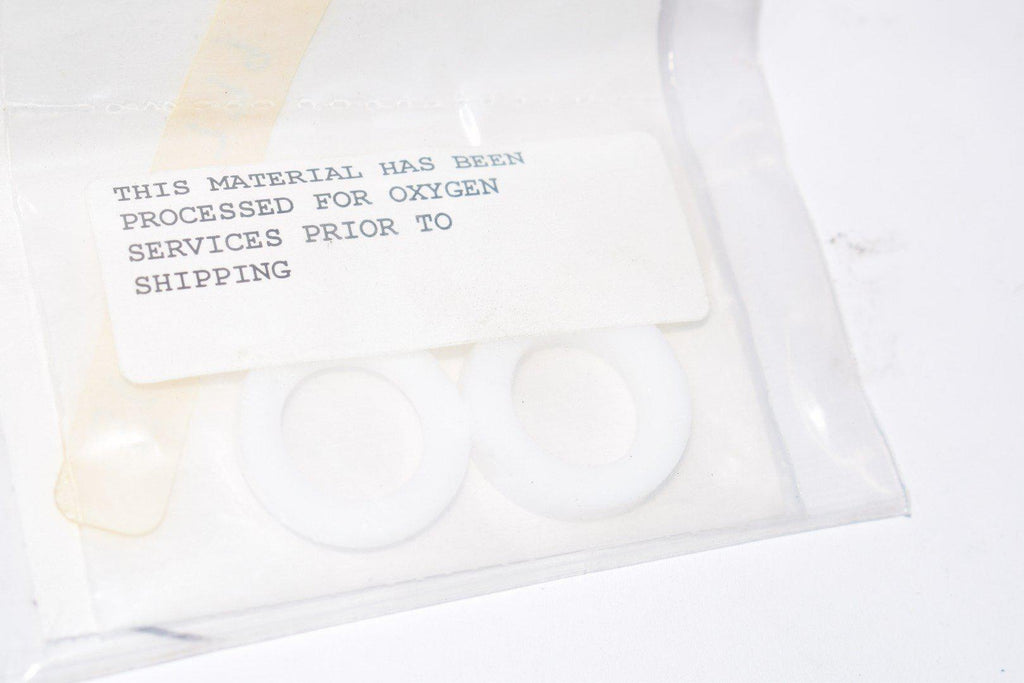 THIS MATERIAL HAS BEEN
PROCESSED FOR OXYGEN
SERVICES PRIOR TO
SHIPPING